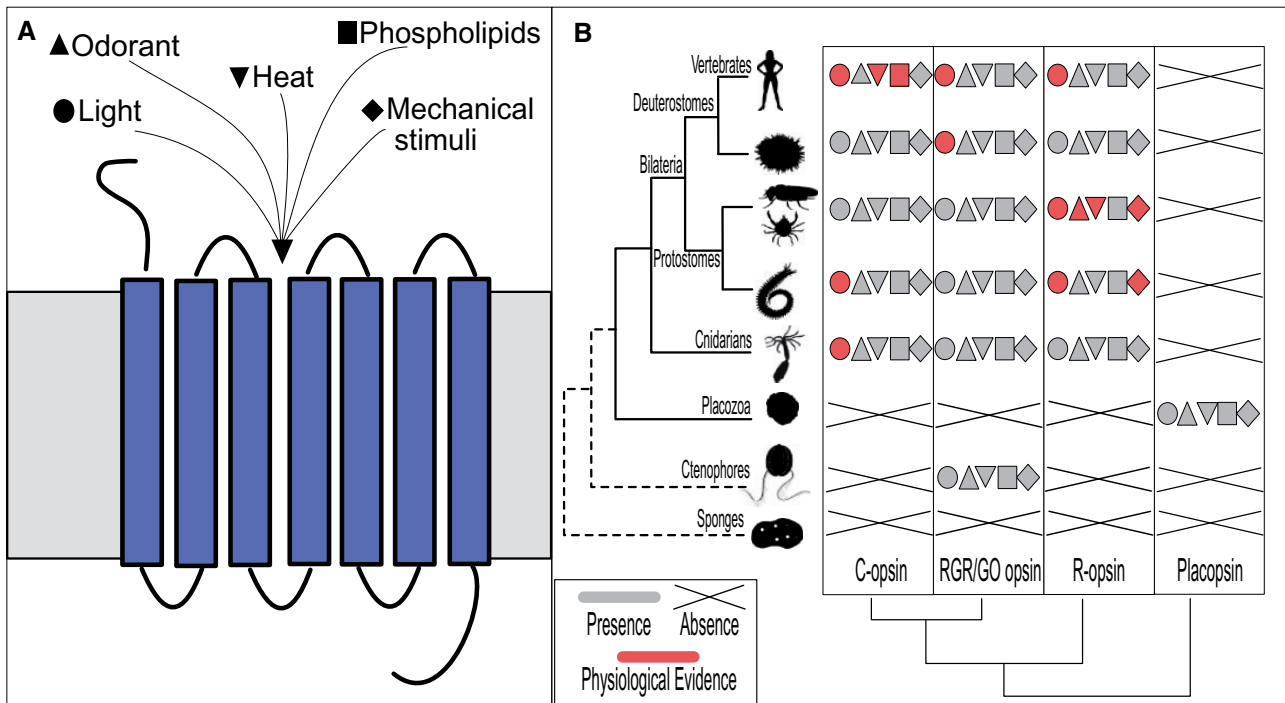 A
Odorant
Phospholipids
Heat
Light
Mechanical
stimuli
B
Vertebrates
Deuterostomes
Bilateria
Protostomes
Cnidarians
Placozoa
Ctenophores
Sponges
C-opsin
RGR/GO opsin
R-opsin
Placopsin
Presence
Absence
Physiological Evidence